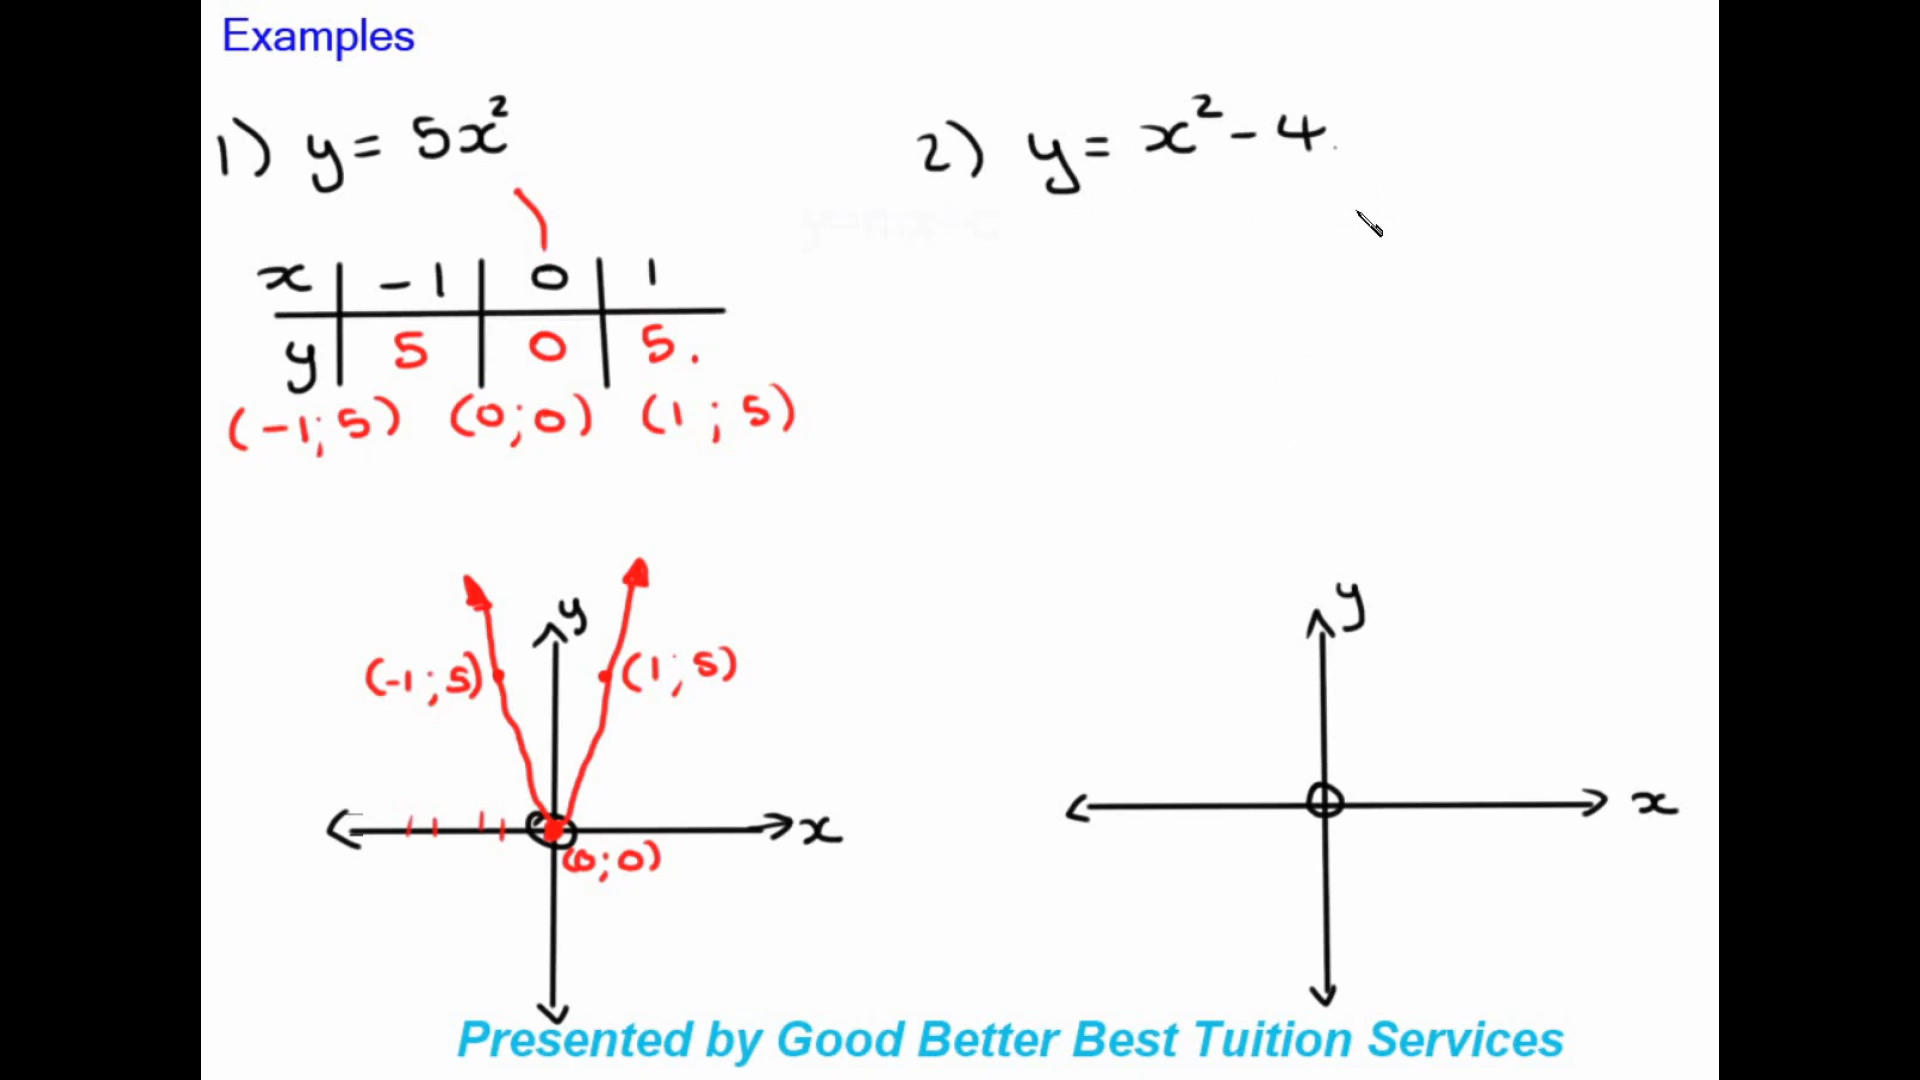 Examples
1) y = 5x²
x | -1 | 0 | 1
y | 5 | 0 | 5.
(-1;5) (0;0) (1;5)
y
(-1;5) (1;5)
x
(0;0)
2) y = x² - 4
y
x
Presented by Good Better Best Tuition Services